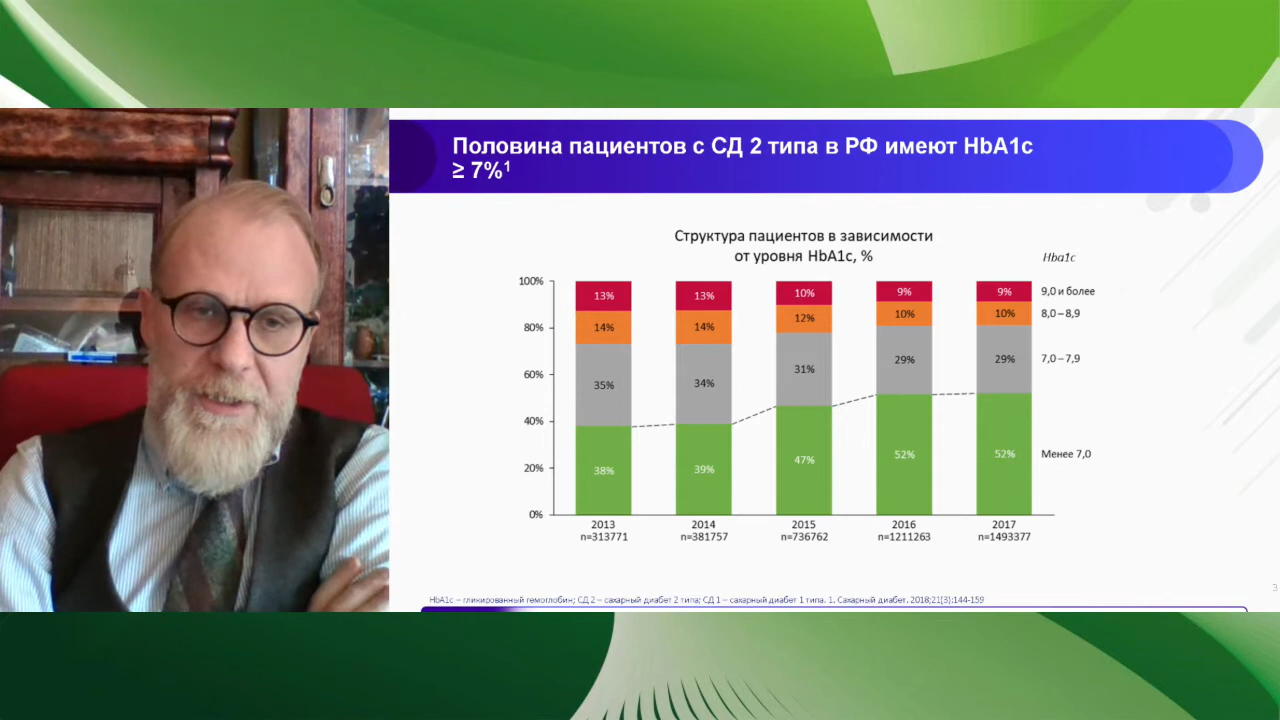 Половина пациентов с СД 2 типа в РФ имеют HbA1c
≥ 7%¹
Структура пациентов в зависимости
от уровня HbA1c, %
Hba1c
100%
80%
60%
40%
20%
0%
13%
14%
35%
38%
13%
14%
34%
39%
10%
12%
31%
47%
9%
10%
29%
52%
9%
10%
29%
52%
9,0 и более
8,0 – 8,9
7,0 – 7,9
Менее 7,0
2013
n=313771
2014
n=381757
2015
n=736762
2016
n=1211263
2017
n=1493377
3
HbA1c – гликированный гемоглобин; СД 2 – сахарный диабет 2 типа; СД 1 – сахарный диабет 1 типа. 1. Сахарный диабет. 2018;21(3):144-159